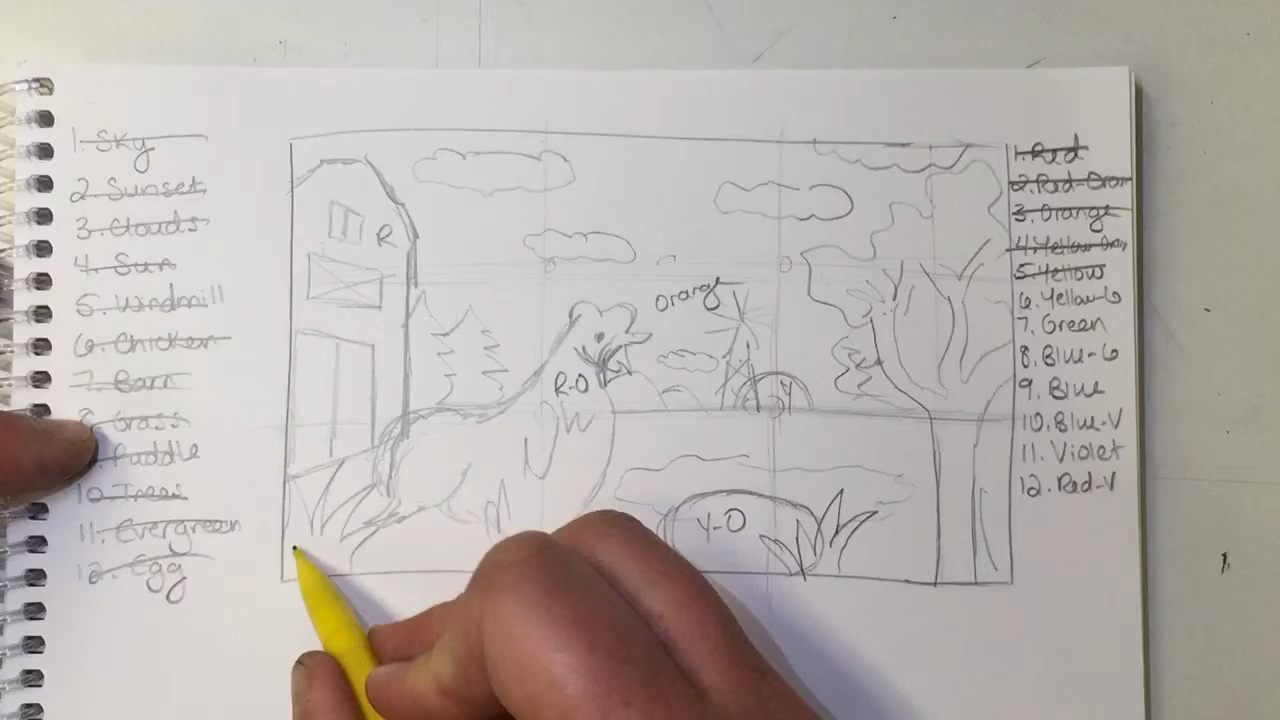 1. Sky
2. Sunset
3. Clouds
4. Sun
5. Windmill
6. Chicken
7. Barn
8. Grass
9. Puddle
10. Trees
11. Evergreen
12. Egg
R
Orange
R-O
Y
Y-O
1. Red
2. Red-Oran
3. Orange
4. Yellow Oran
5. Yellow
6. Yellow-G
7. Green
8. Blue-G
9. Blue
10. Blue-V
11. Violet
12. Red-V